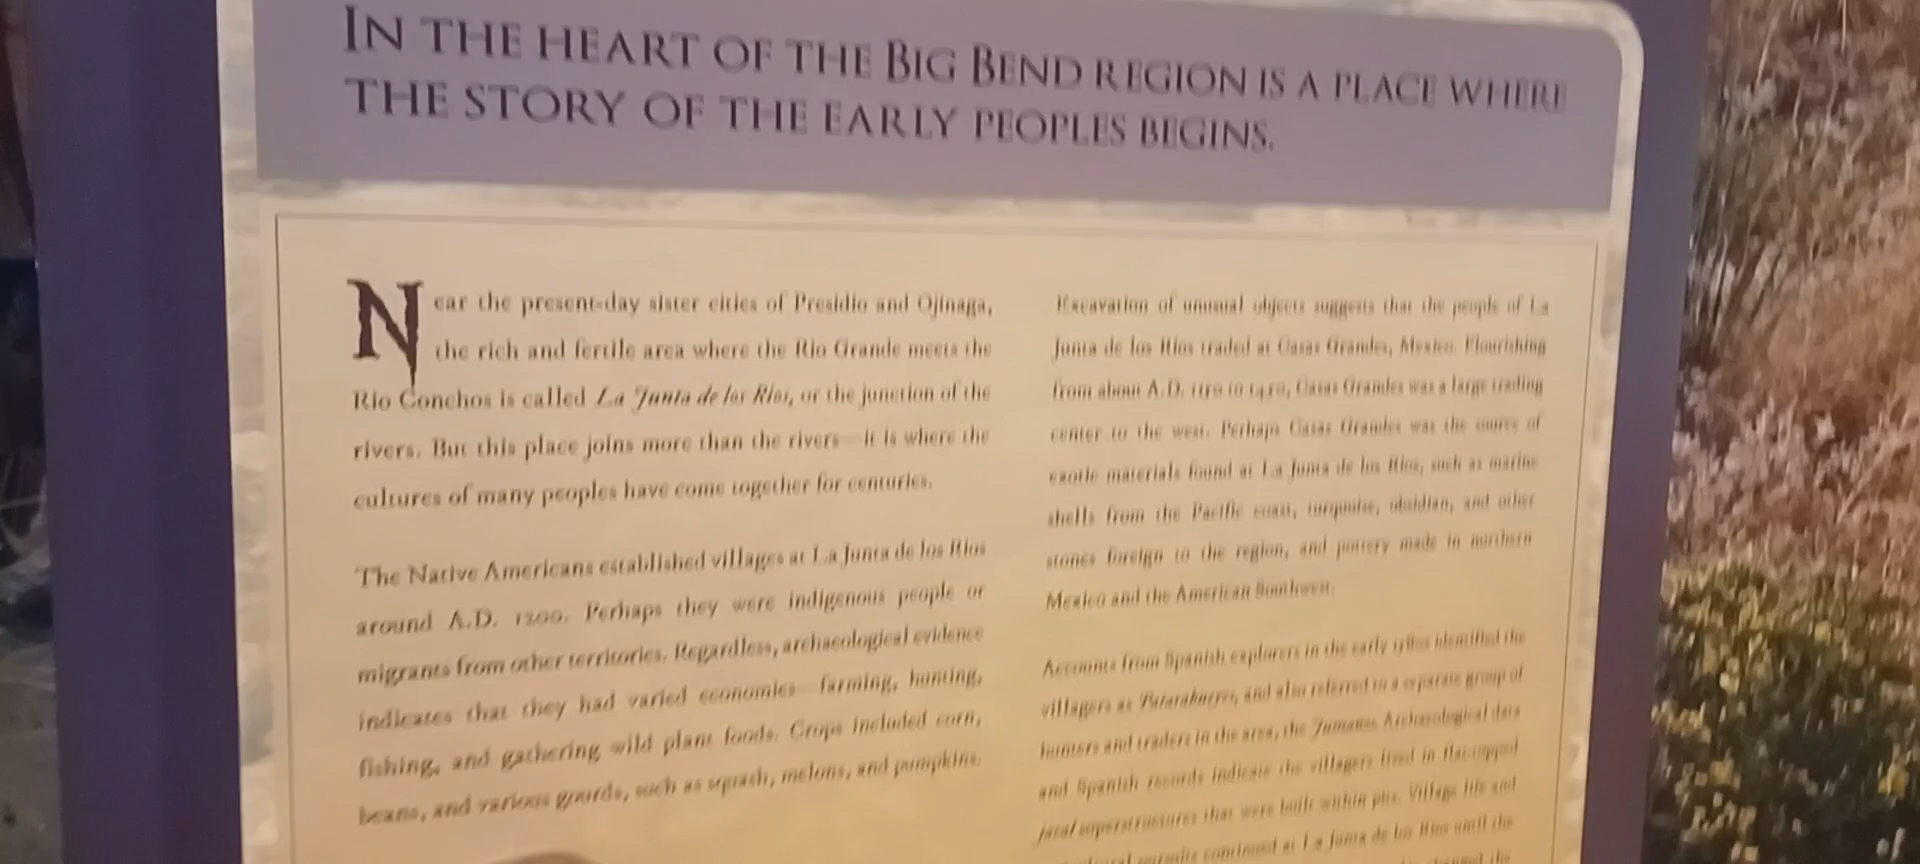 IN THE HEART OF THE BIG BEND REGION IS A PLACE WHERE
THE STORY OF THE EARLY PEOPLES BEGINS.
Near the present-day sister cities of Presidio and Ojinaga,
the rich and fertile area where the Rio Grande meets the
Rio Conchos is called La Junta de los Rios, or the junction of the
rivers. But this place joins more than the rivers—it is where the
cultures of many peoples have come together for centuries.
The Native Americans established villages at La Junta de los Rios
around A.D. 1200. Perhaps they were indigenous people or
migrants from other territories. Regardless, archaeological evidence
indicates that they had varied economies—farming, hunting,
fishing, and gathering wild plant foods. Crops included corn,
beans, and various gourds, such as squash, melons, and pumpkins.
Excavation of unusual objects suggests that the people of La
Junta de los Rios traded at Casas Grandes, Mexico. Flourishing
from about A.D. to Casas Grandes was a large trading
center to the west. Perhaps Casas Grandes was the source of
exotic materials found at La Junta de los Rios, such as marine
shells from the Pacific coast, turquoise, obsidian, and other
stones foreign to the region, and pottery made in northern
Mexico and the American Southwest.
Accounts from Spanish explorers in the early identified the
villagers as and also referred to a separate group of
hunters and traders in the area, the Jumanos. Archaeological data
and Spanish records indicate the villagers lived in flat-topped
jacal superstructures that were built within pits. Village life and
continued at La Junta de los Rios until the
changed the